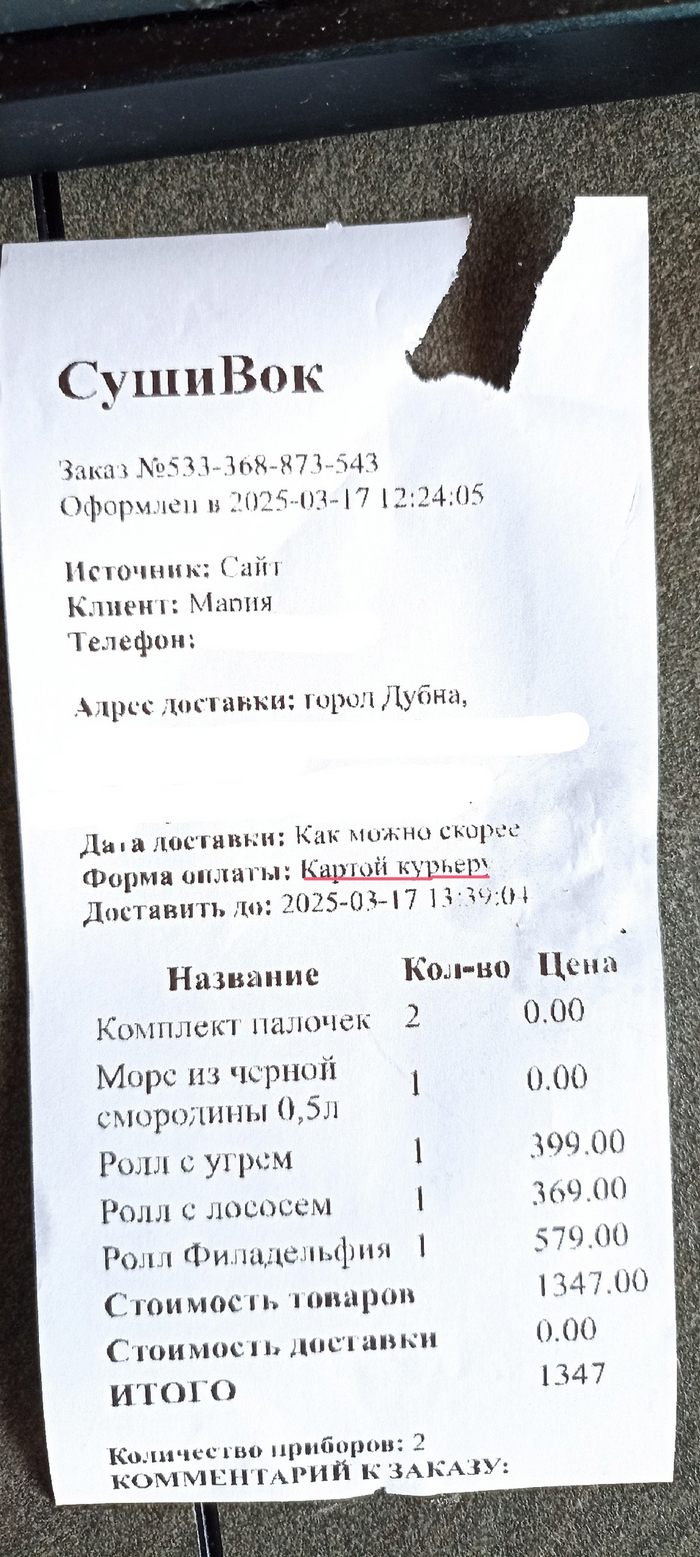 СушиВок
Заказ №533-368-873-543
Оформлен в 2025-03-17 12:24:05
Источник: Сайт
Клиент: Мария
Телефон:
Адрес доставки: город Дубна,
Дата доставки: Как можно скорее
Форма оплаты: Картой курьеру
Доставить до: 2025-03-17 13:39:04
Название Кол-во Цена
Комплект палочек 2 0.00
Морс из черной
смородины 0,5л 1 0.00
Ролл с угрем 1 399.00
Ролл с лососем 1 369.00
Ролл Филадельфия 1 579.00
Стоимость товаров 1347.00
Стоимость доставки 0.00
ИТОГО 1347
Количество приборов: 2
КОММЕНТАРИЙ К ЗАКАЗУ: